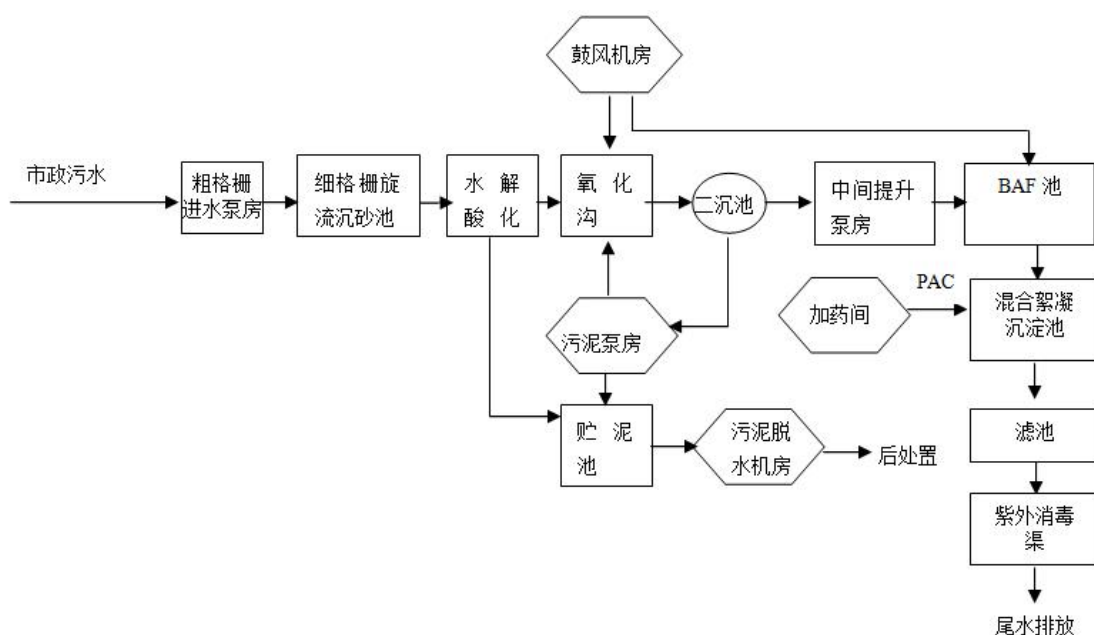 鼓风机房
市政污水
粗格栅
进水泵房
细格栅旋
流沉砂池
水解
酸化
氧化
沟
二沉池
中间提升
泵房
BAF 池
PAC
加药间
混合絮凝
沉淀池
污泥泵房
贮泥
池
污泥脱
水机房
后处置
滤池
紫外消毒
渠
尾水排放